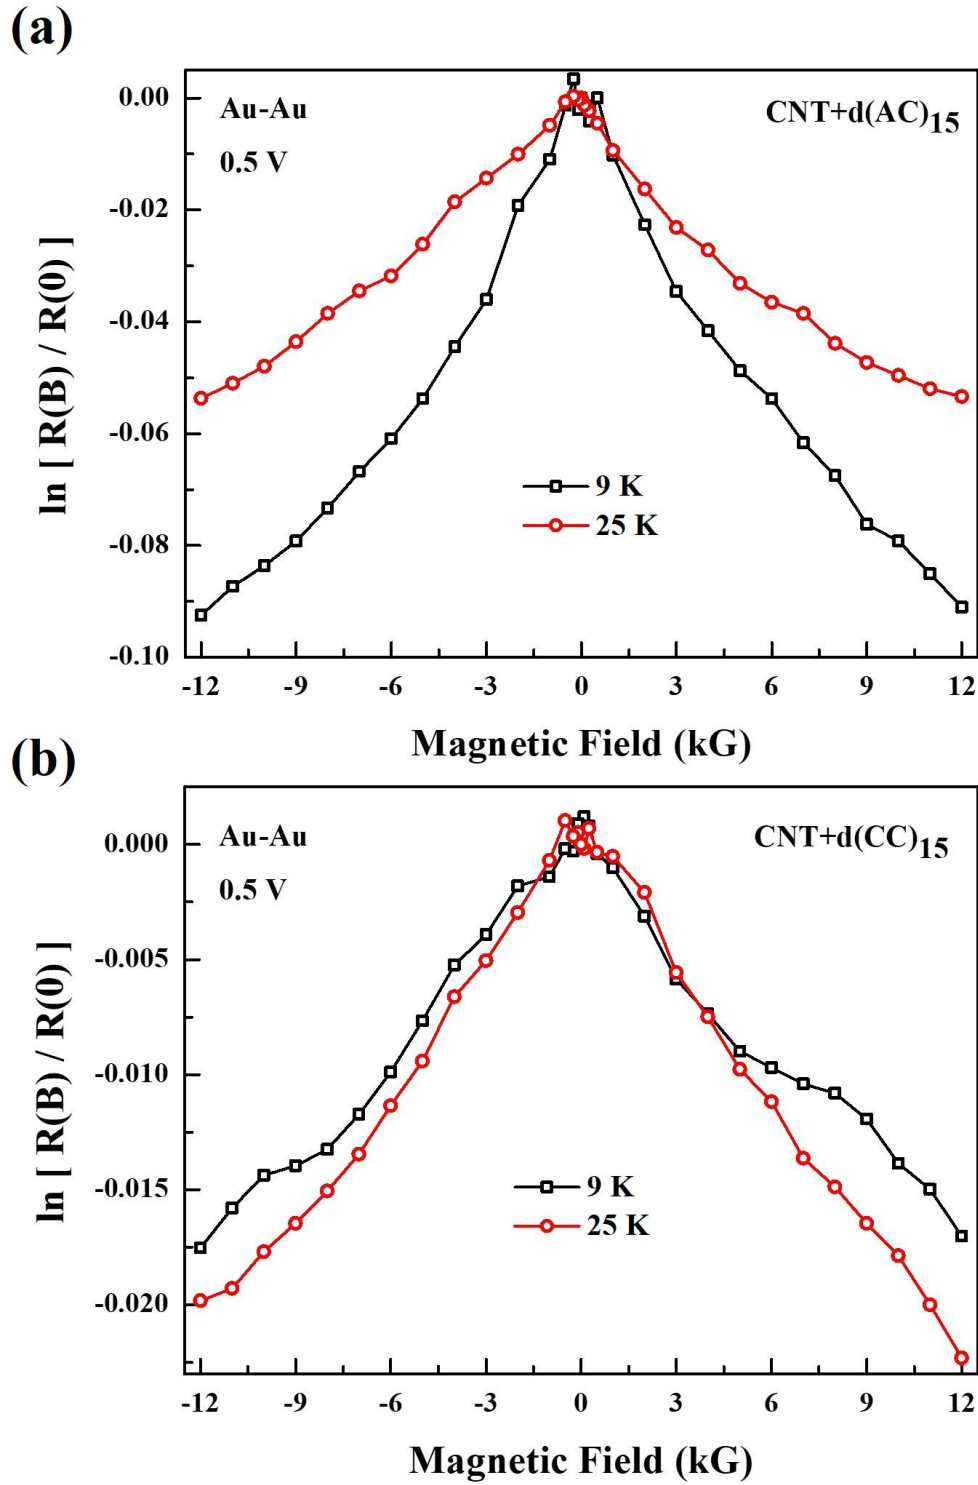 (a)
0.00
-0.02
-0.04
-0.06
-0.08
-0.10
ln [ R(B) / R(0) ]
Au-Au
0.5 V
CNT+d(AC)15
9 K
25 K
-12 -9 -6 -3 0 3 6 9 12
Magnetic Field (kG)
(b)
0.000
-0.005
-0.010
-0.015
-0.020
ln [ R(B) / R(0) ]
Au-Au
0.5 V
CNT+d(CC)15
9 K
25 K
-12 -9 -6 -3 0 3 6 9 12
Magnetic Field (kG)